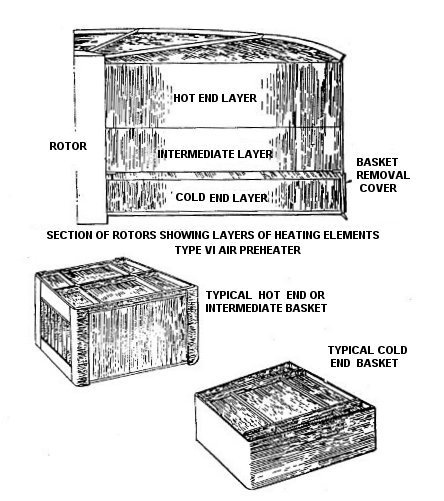 HOT END LAYER
ROTOR
INTERMEDIATE LAYER
BASKET
REMOVAL
COVER
COLD END LAYER
SECTION OF ROTORS SHOWING LAYERS OF HEATING ELEMENTS
TYPE VI AIR PREHEATER
TYPICAL HOT END OR
INTERMEDIATE BASKET
TYPICAL COLD
END BASKET